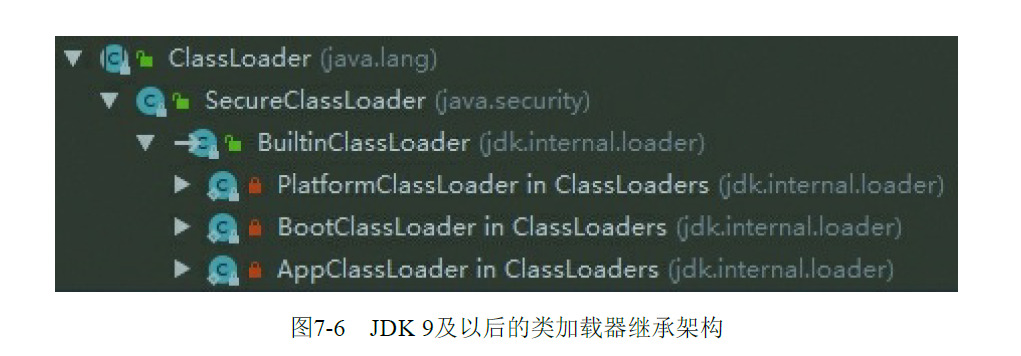 ClassLoader (java.lang)
SecureClassLoader (java.security)
BuiltinClassLoader (jdk.internal.loader)
PlatformClassLoader in ClassLoaders (jdk.internal.loader)
BootClassLoader in ClassLoaders (jdk.internal.loader)
AppClassLoader in ClassLoaders (jdk.internal.loader)
图7-6 JDK 9及以后的类加载器继承架构